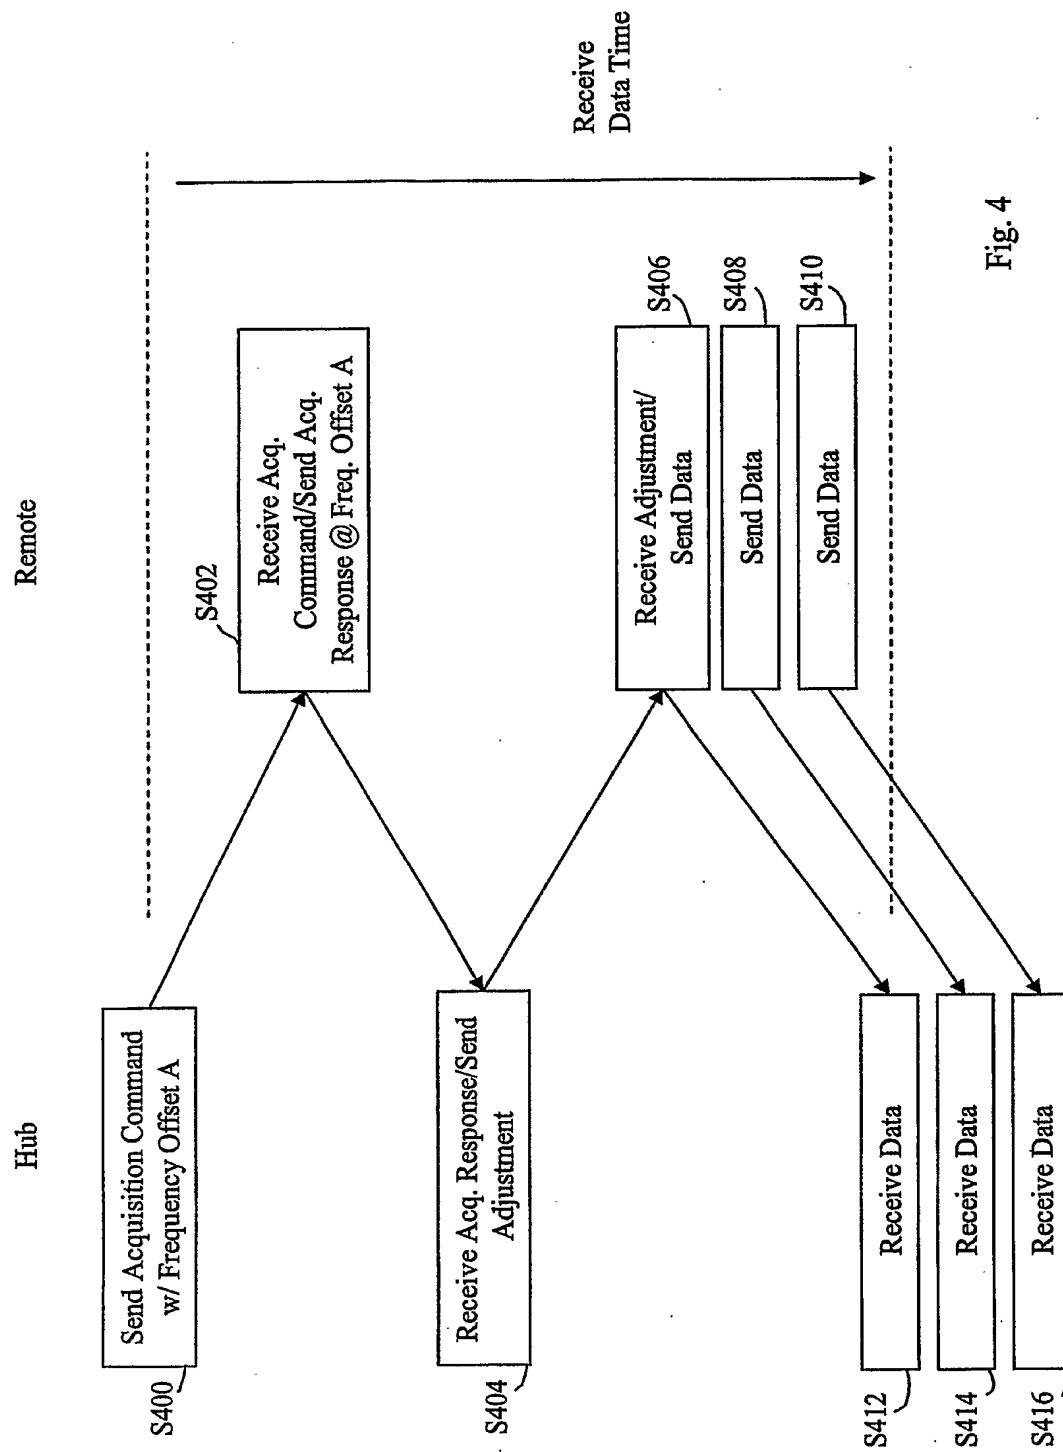 Hub
Remote
Send Acquisition Command
w/ Frequency Offset A
S400
S402
Receive Acq.
Command/Send Acq.
Response @ Freq. Offset A
Receive Acq. Response/Send
Adjustment
S404
Receive Adjustment/
Send Data
S406
Send Data
S408
Send Data
S410
Receive
Data Time
Receive Data
S412
Receive Data
S414
Receive Data
S416
Fig. 4